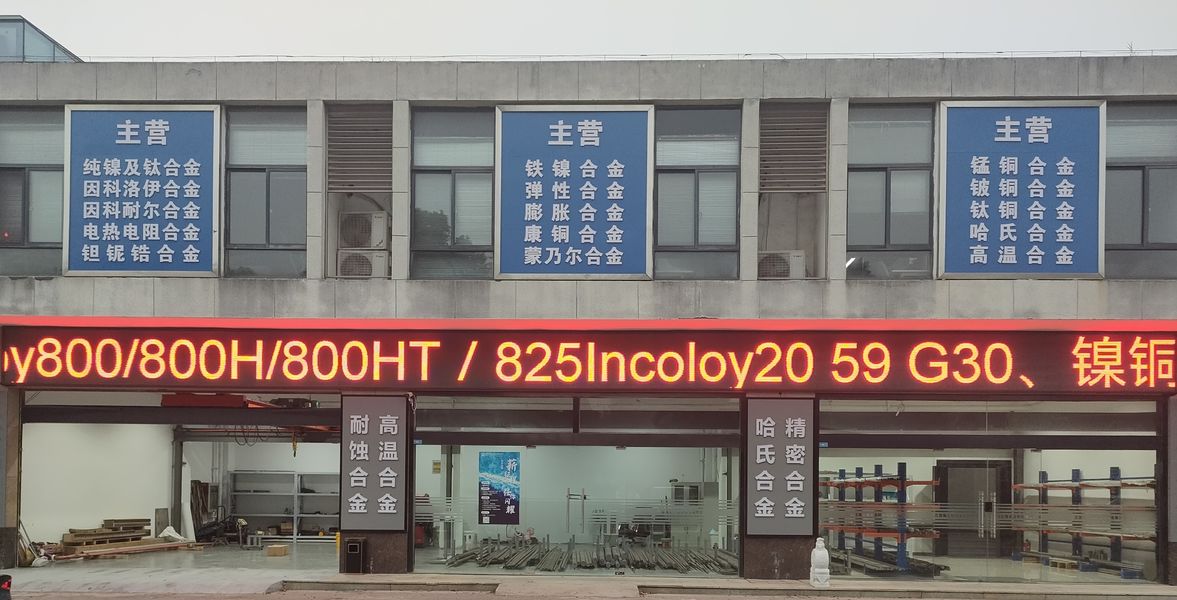 主营
纯镍及钛合金
因科洛伊合金
因科耐尔合金
电热电阻合金
钽铌锆合金
主营
铁镍合金
弹性合金
膨胀合金
康铜合金
蒙乃尔合金
主营
锰铜合金
铍铜合金
钛铜合金
哈氏合金
高温合金
y800/800H/800HT / 825Incoloy20 59 G30、镍铜
高温合金
耐蚀合金
精密合金
哈氏合金